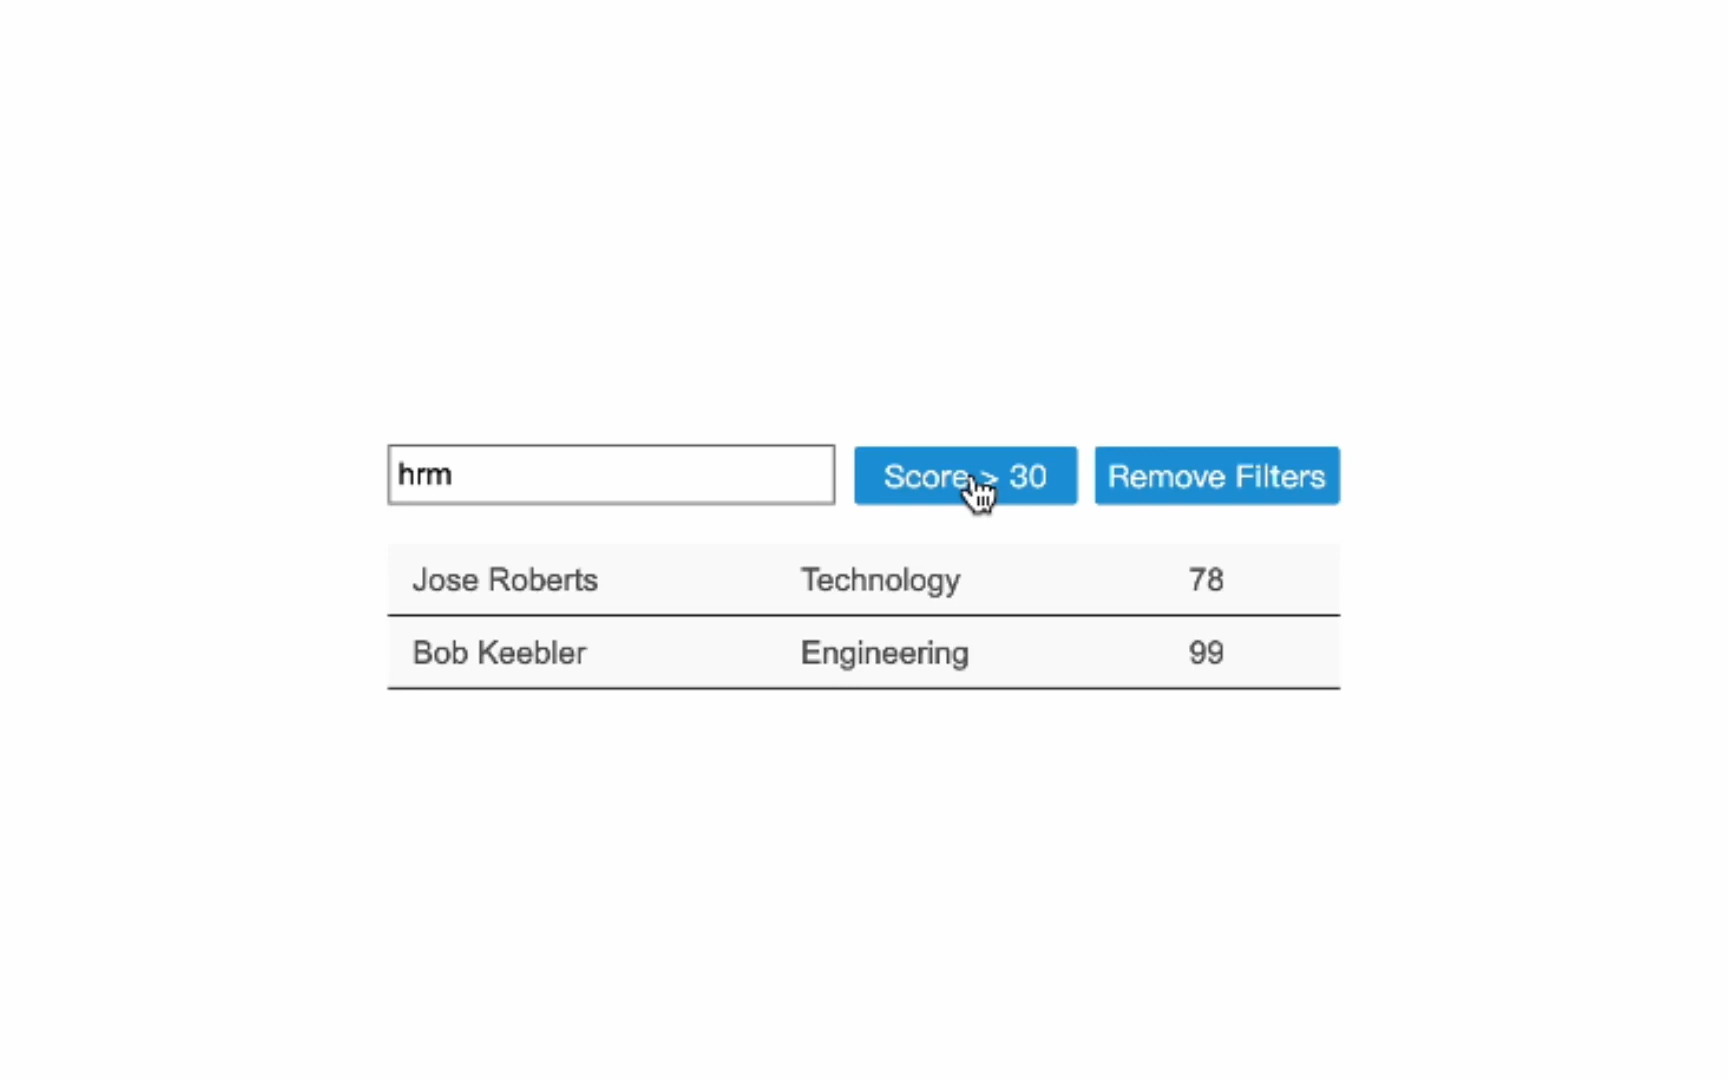 hrm Score > 30 Remove Filters
Jose Roberts Technology 78
Bob Keebler Engineering 99